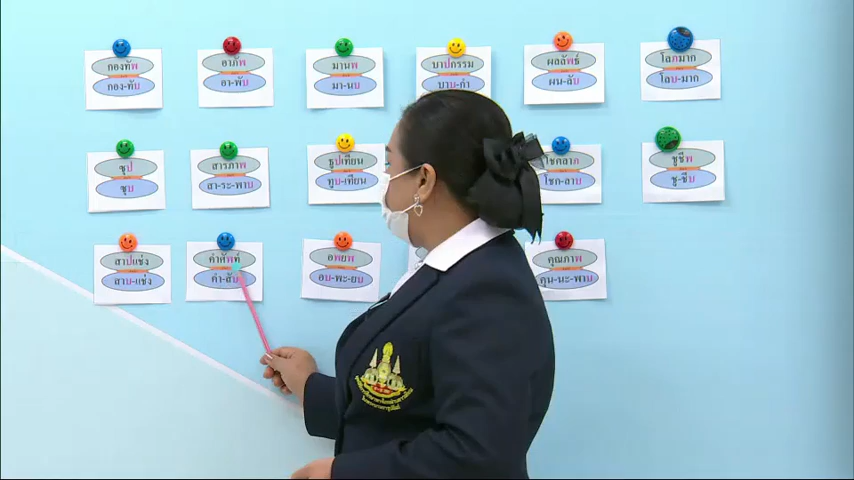 กองทัพ
กอง-ทับ
อาภัพ
อา-พับ
มานพ
มา-นบ
บาปกรรม
บาบ-กำ
ผลลัพธ์
ผน-ลับ
โลภมาก
โลบ-มาก
ซุป
ซุบ
สารภาพ
สา-ระ-พาบ
ธูปเทียน
ทูบ-เทียน
โชคลาภ
โชก-ลาบ
ชูชีพ
ชู-ชีบ
สาปแช่ง
สาบ-แช่ง
คำศัพท์
คำ-สับ
อพยพ
อบ-พะ-ยบ
คุณภาพ
คุน-นะ-พาบ